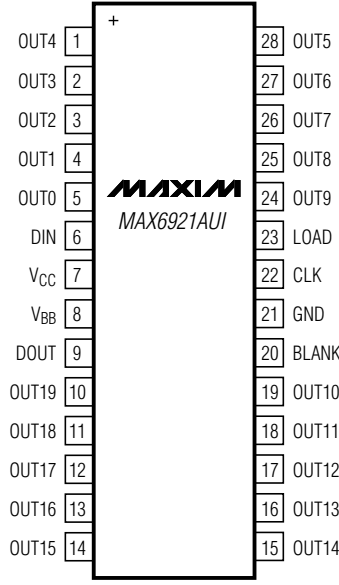 +
OUT4 1 28 OUT5
OUT3 2 27 OUT6
OUT2 3 26 OUT7
OUT1 4 25 OUT8
OUT0 5 MAXIM 24 OUT9
DIN 6 MAX6921AUI 23 LOAD
VCC 7 22 CLK
VBB 8 21 GND
DOUT 9 20 BLANK
OUT19 10 19 OUT10
OUT18 11 18 OUT11
OUT17 12 17 OUT12
OUT16 13 16 OUT13
OUT15 14 15 OUT14